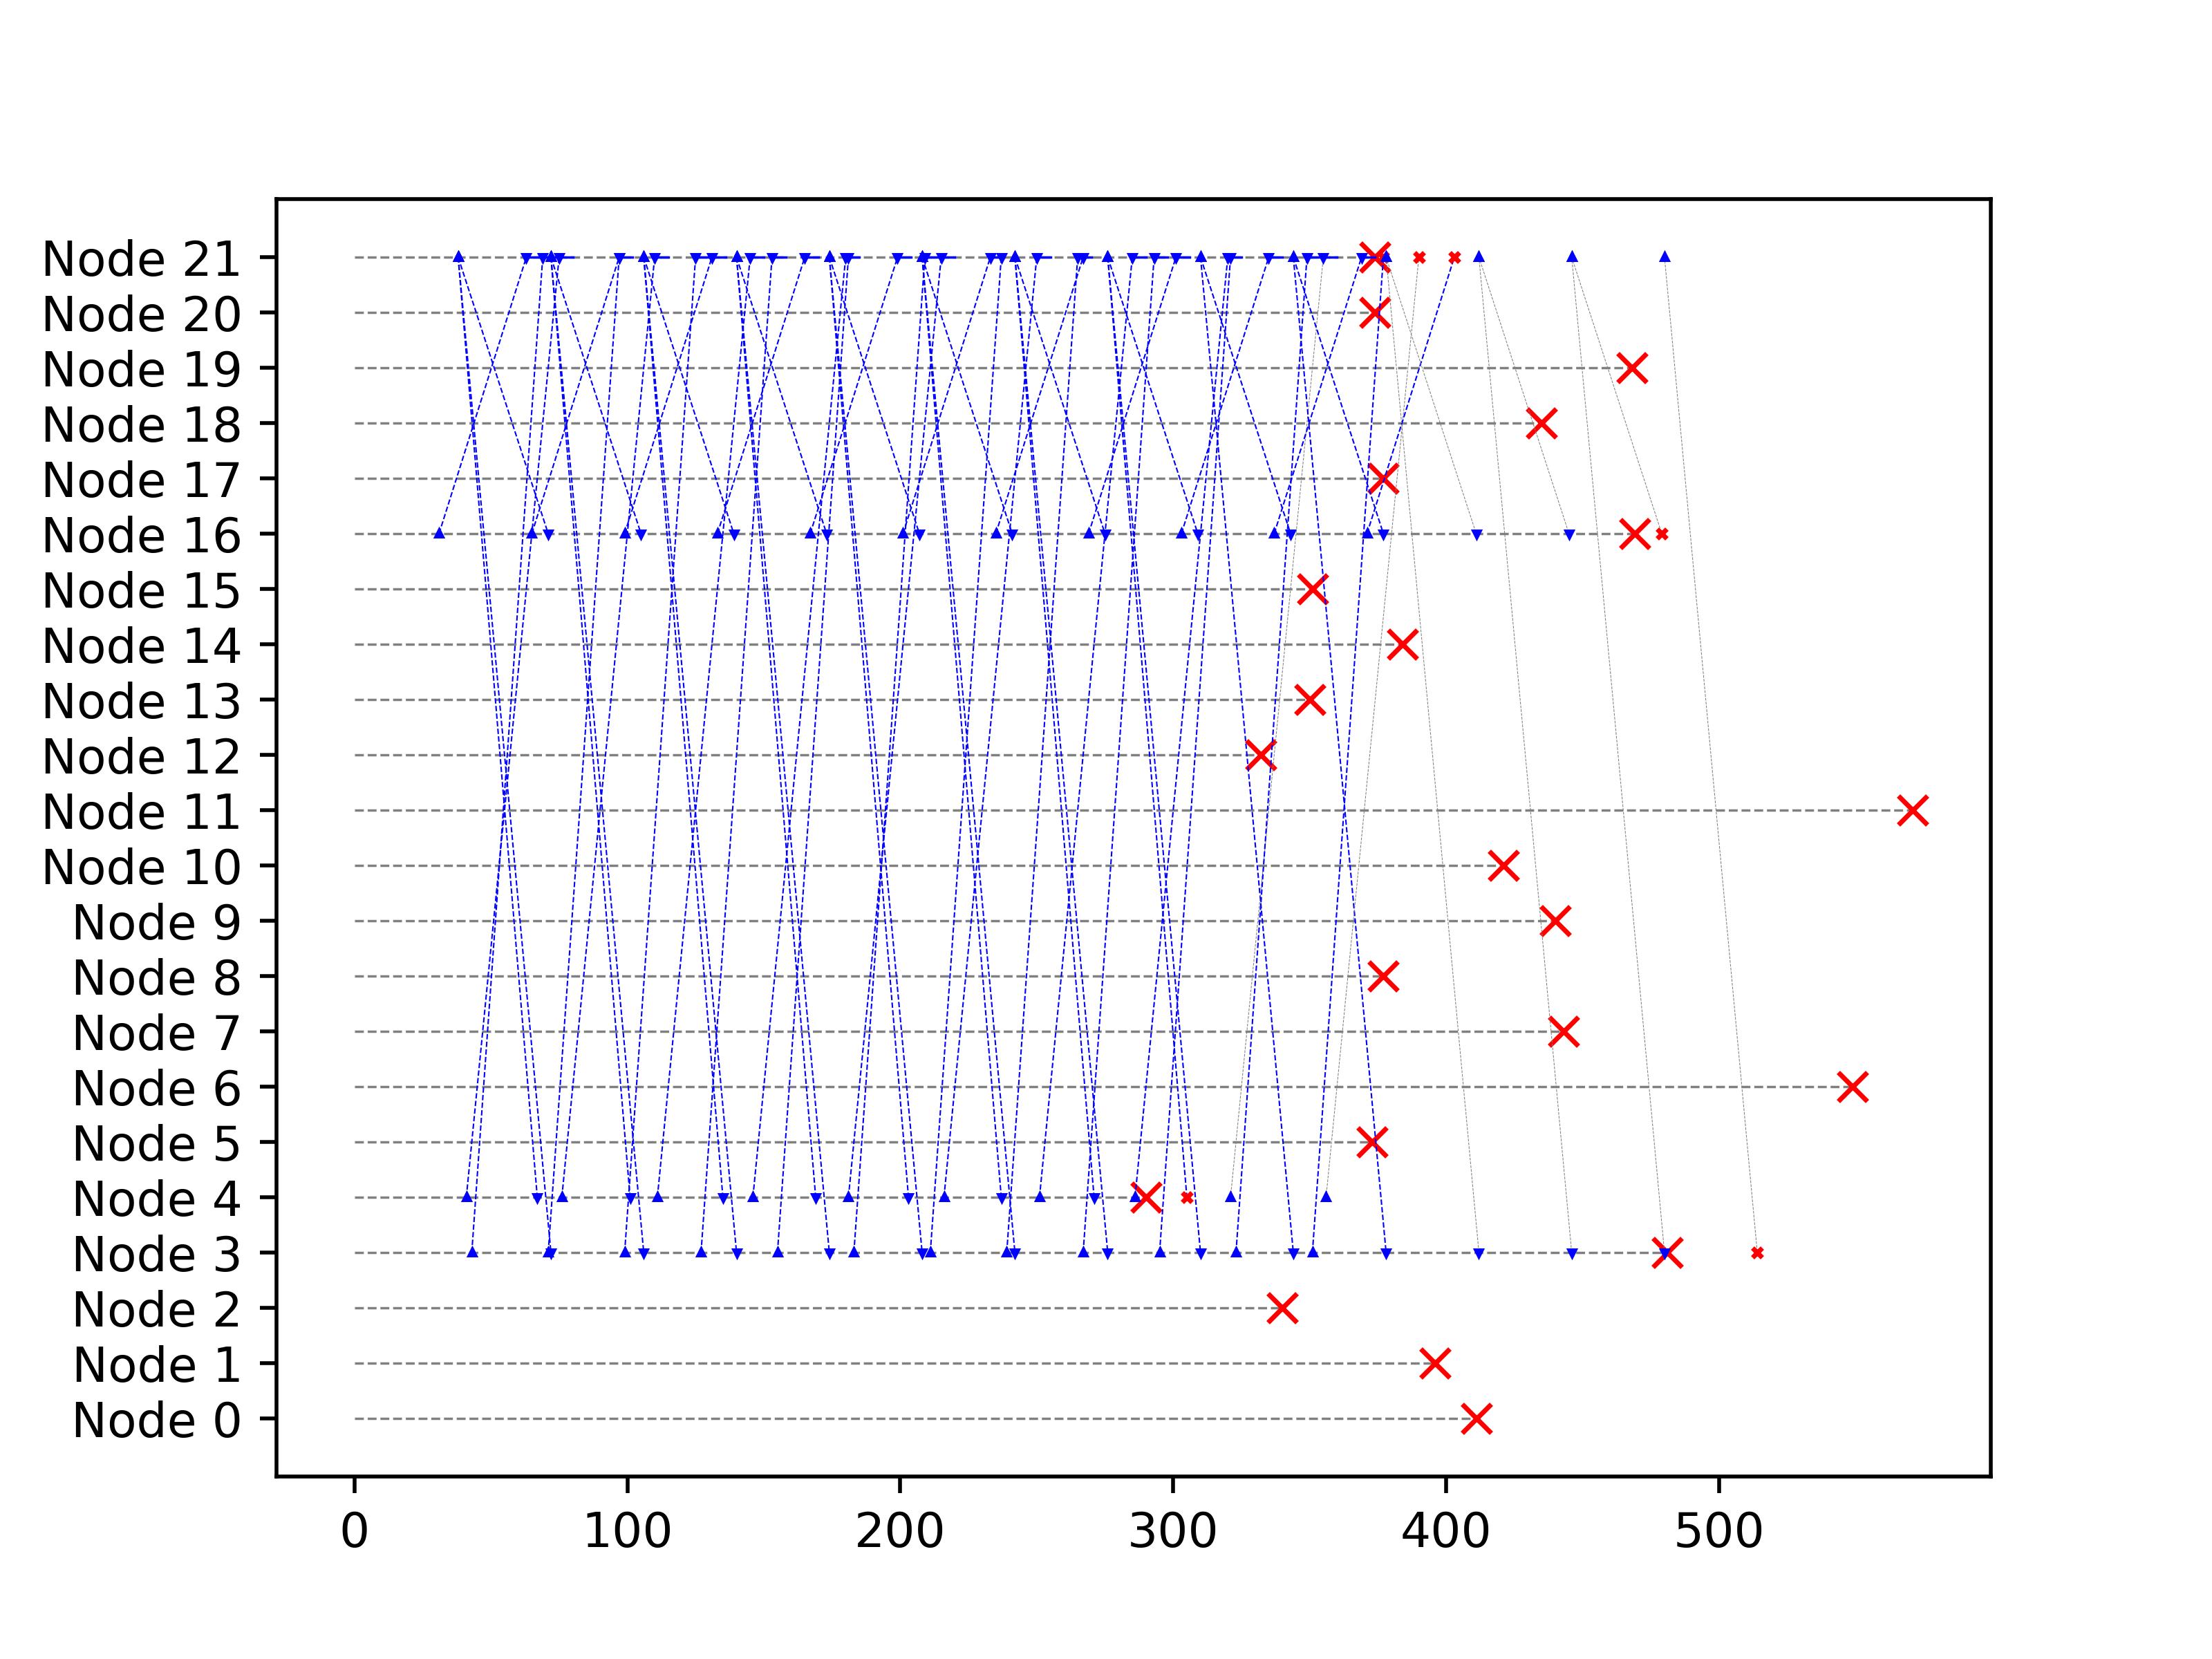 Node 21
Node 20
Node 19
Node 18
Node 17
Node 16
Node 15
Node 14
Node 13
Node 12
Node 11
Node 10
Node 9
Node 8
Node 7
Node 6
Node 5
Node 4
Node 3
Node 2
Node 1
Node 0
0 100 200 300 400 500